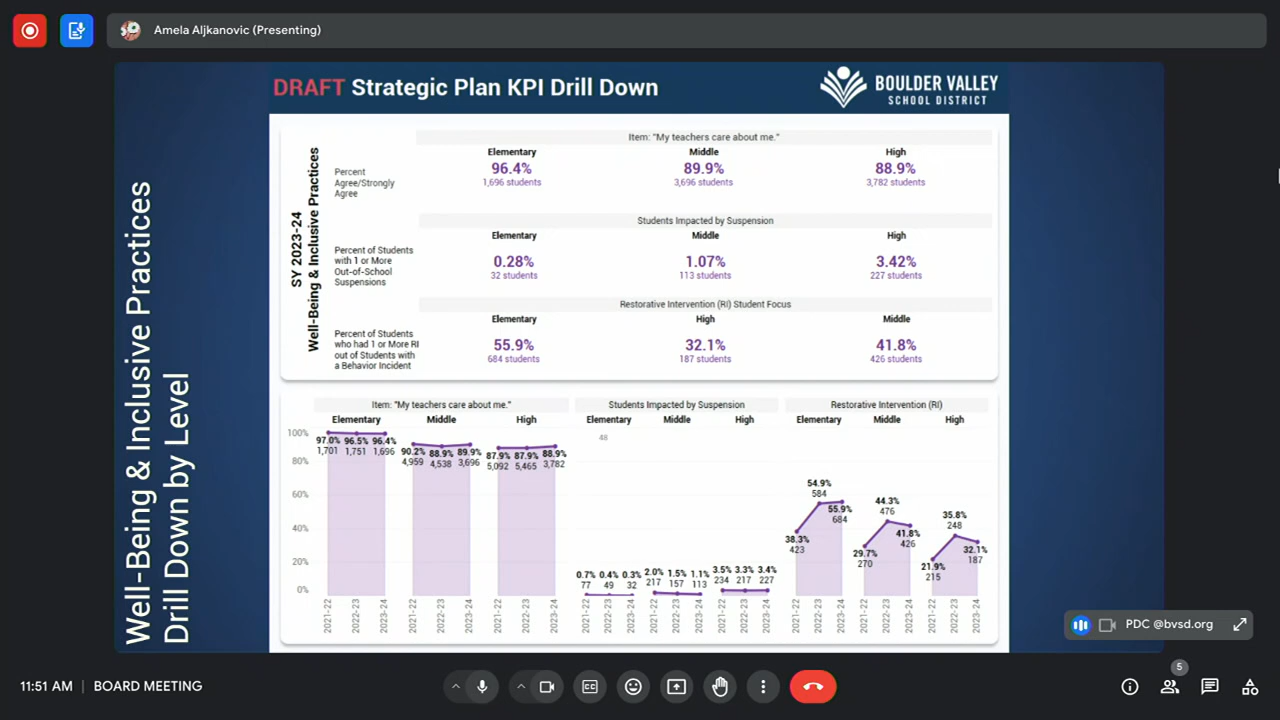 Amela Aljkanovic (Presenting)
DRAFT Strategic Plan KPI Drill Down
BOULDER VALLEY
SCHOOL DISTRICT
Well-Being & Inclusive Practices
Drill Down by Level
SY 2023-24
Well-Being & Inclusive Practices
Item: "My teachers care about me."
Elementary Middle High
Percent
Agree/Strongly
Agree
96.4% 89.9% 88.9%
1,696 students 3,696 students 3,782 students
Students Impacted by Suspension
Elementary Middle High
Percent of Students
with 1 or More
Out-of-School
Suspensions
0.28% 1.07% 3.42%
32 students 113 students 227 students
Restorative Intervention (RI) Student Focus
Elementary High Middle
Percent of Students
who had 1 or More RI
out of Students with
a Behavior Incident
55.9% 32.1% 41.8%
684 students 187 students 426 students
Item: "My teachers care about me." Students Impacted by Suspension Restorative Intervention (RI)
Elementary Middle High Elementary Middle High Elementary Middle High
100%
80%
60%
40%
20%
0%
97.0% 96.5% 96.4% 90.2% 88.9% 89.9% 87.9% 87.9% 88.9%
1,701 1,751 1,696 4,959 4,538 3,696 5,092 5,465 3,782
48
0.7% 0.4% 0.3% 2.0% 1.5% 1.1% 3.5% 3.3% 3.4%
77 49 32 217 157 113 234 217 227
38.3% 54.9% 55.9% 29.7% 44.3% 41.8% 21.9% 35.8% 32.1%
423 584 684 270 476 426 215 248 187
2021-22 2022-23 2023-24 2021-22 2022-23 2023-24 2021-22 2022-23 2023-24 2021-22 2022-23 2023-24 2021-22 2022-23 2023-24 2021-22 2022-23 2023-24 2021-22 2022-23 2023-24 2021-22 2022-23 2023-24 2021-22 2022-23 2023-24
PDC @bvsd.org
11:51 AM | BOARD MEETING
CC
5